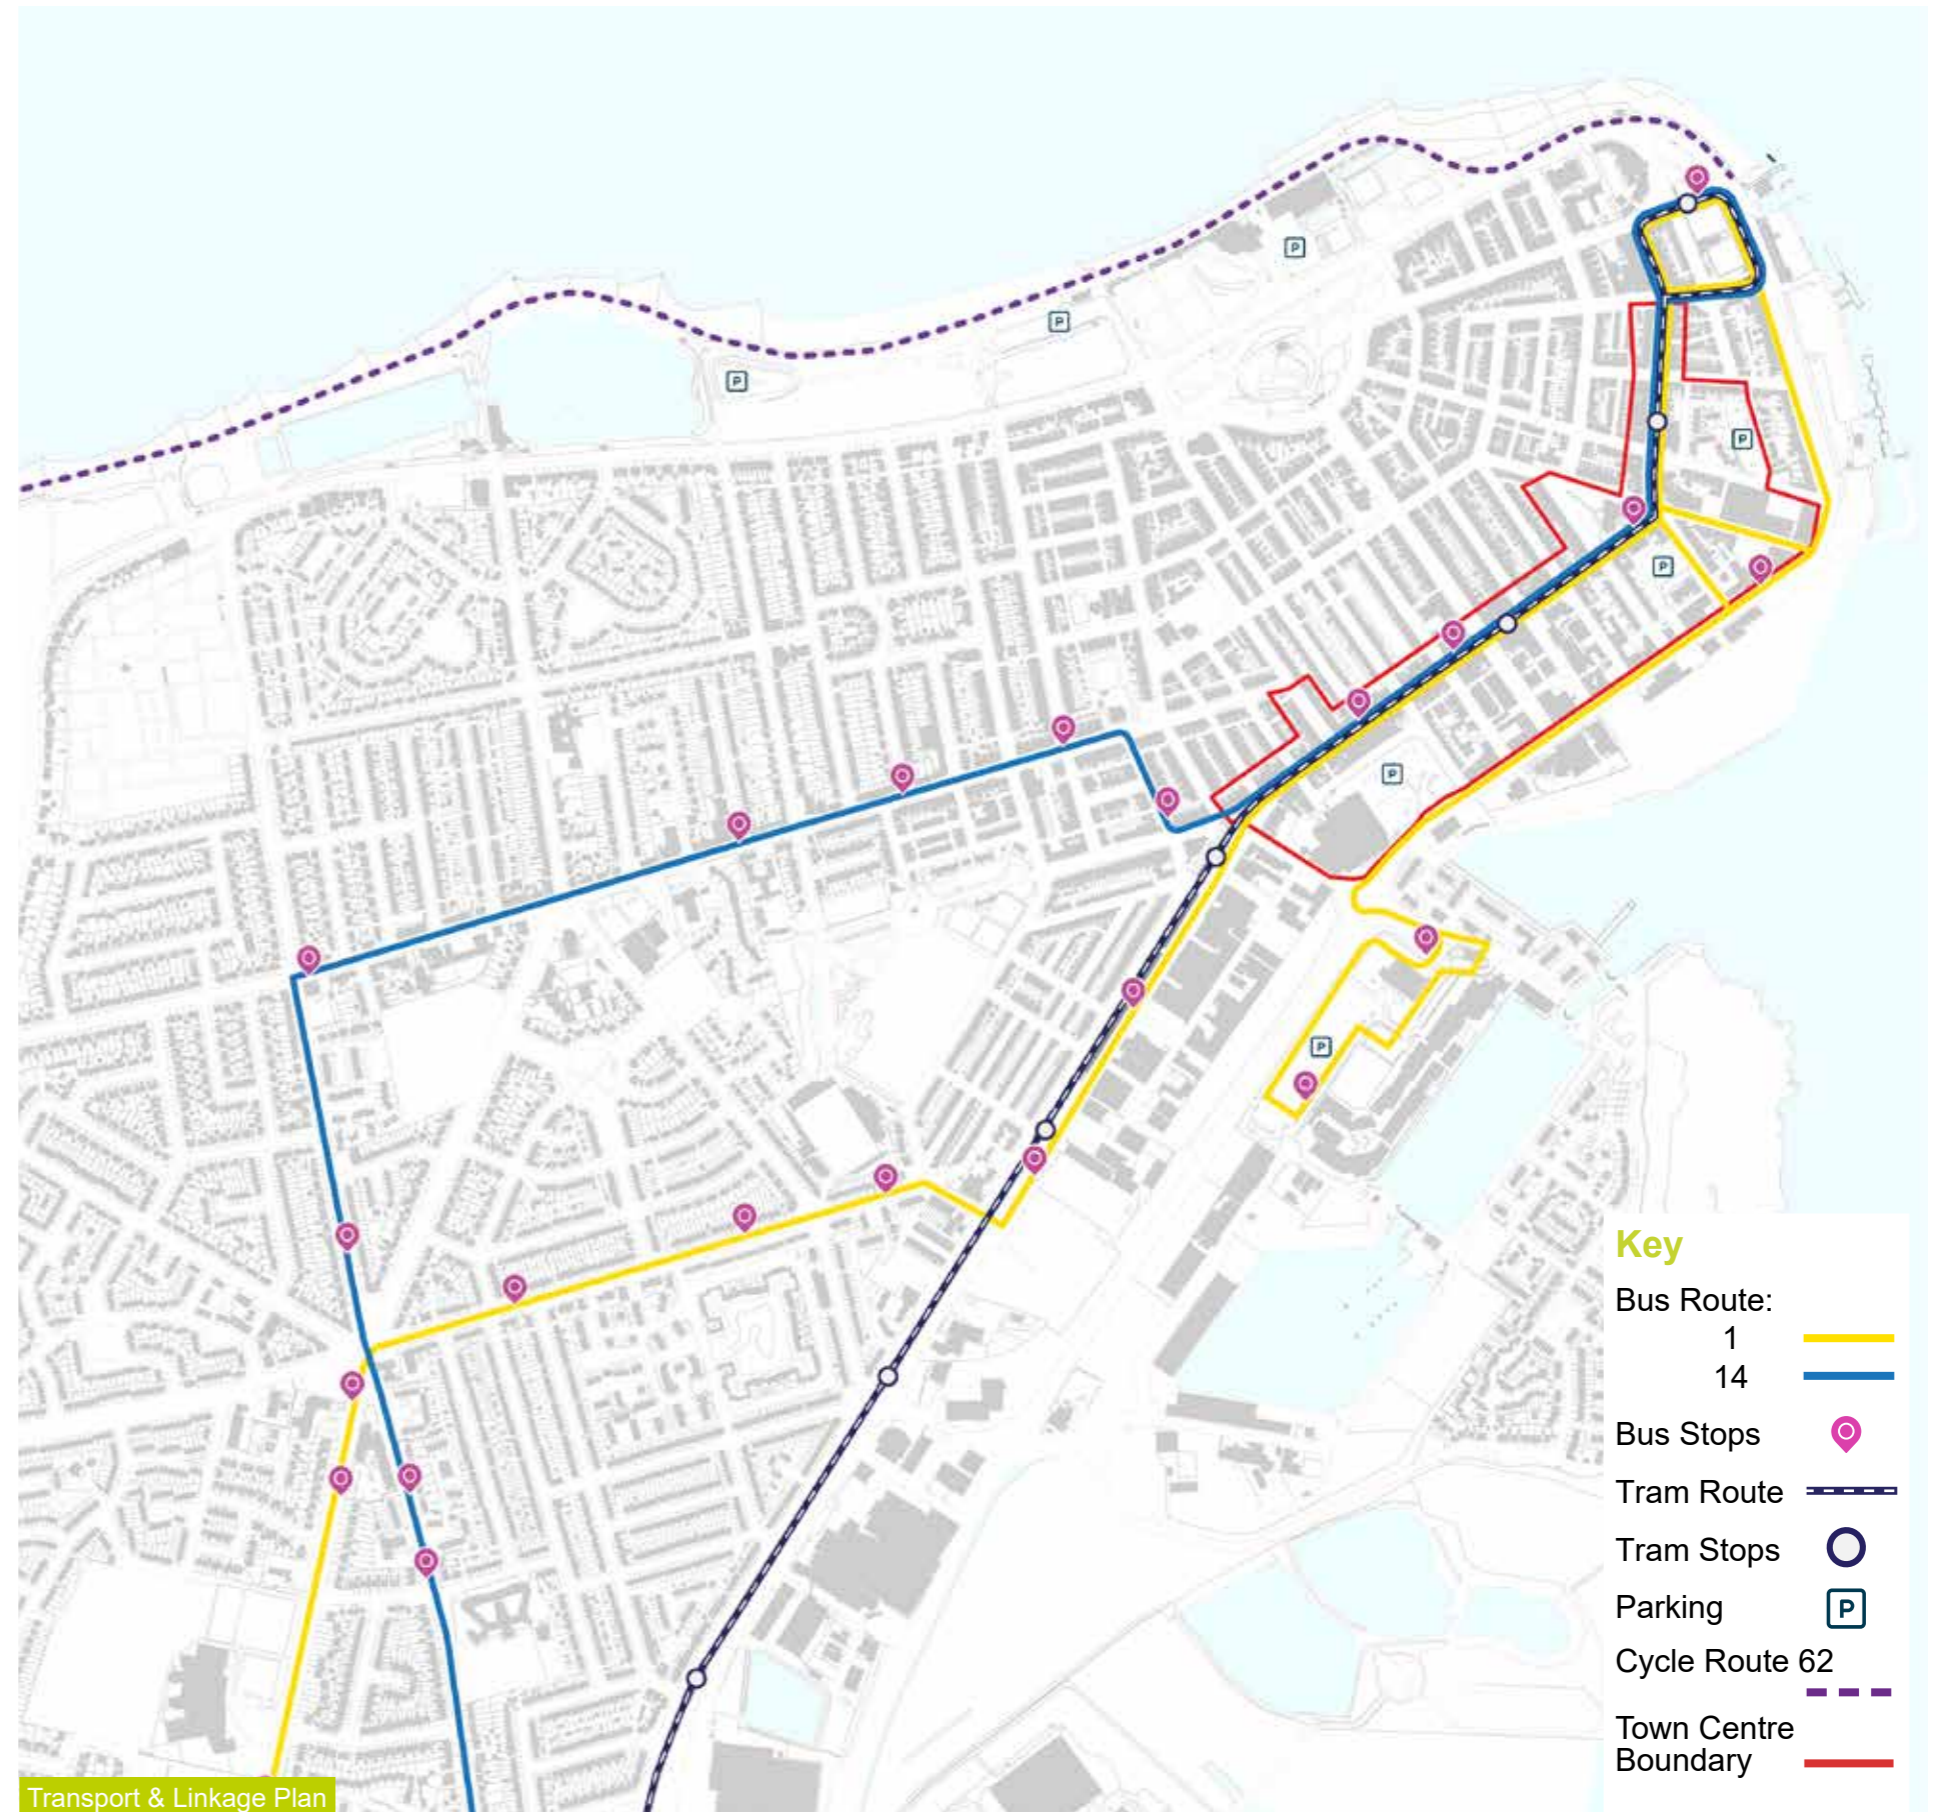 P
P
P
P
P
P
P
Key
Bus Route:
1
14
Bus Stops
Tram Route
Tram Stops
Parking P
Cycle Route 62
Town Centre
Boundary
Transport & Linkage Plan